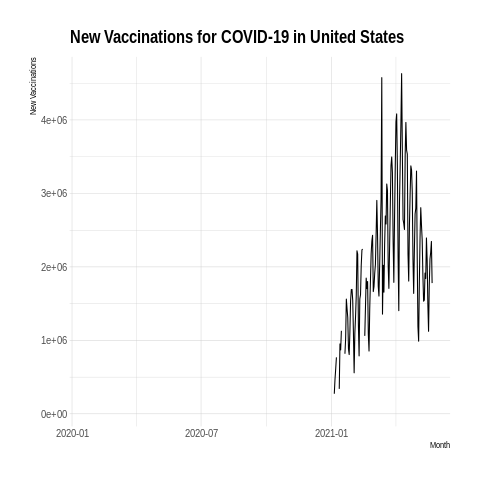 New Vaccinations for COVID-19 in United States
New Vaccinations
4e+06
3e+06
2e+06
1e+06
0e+00
2020-01 2020-07 2021-01
Month